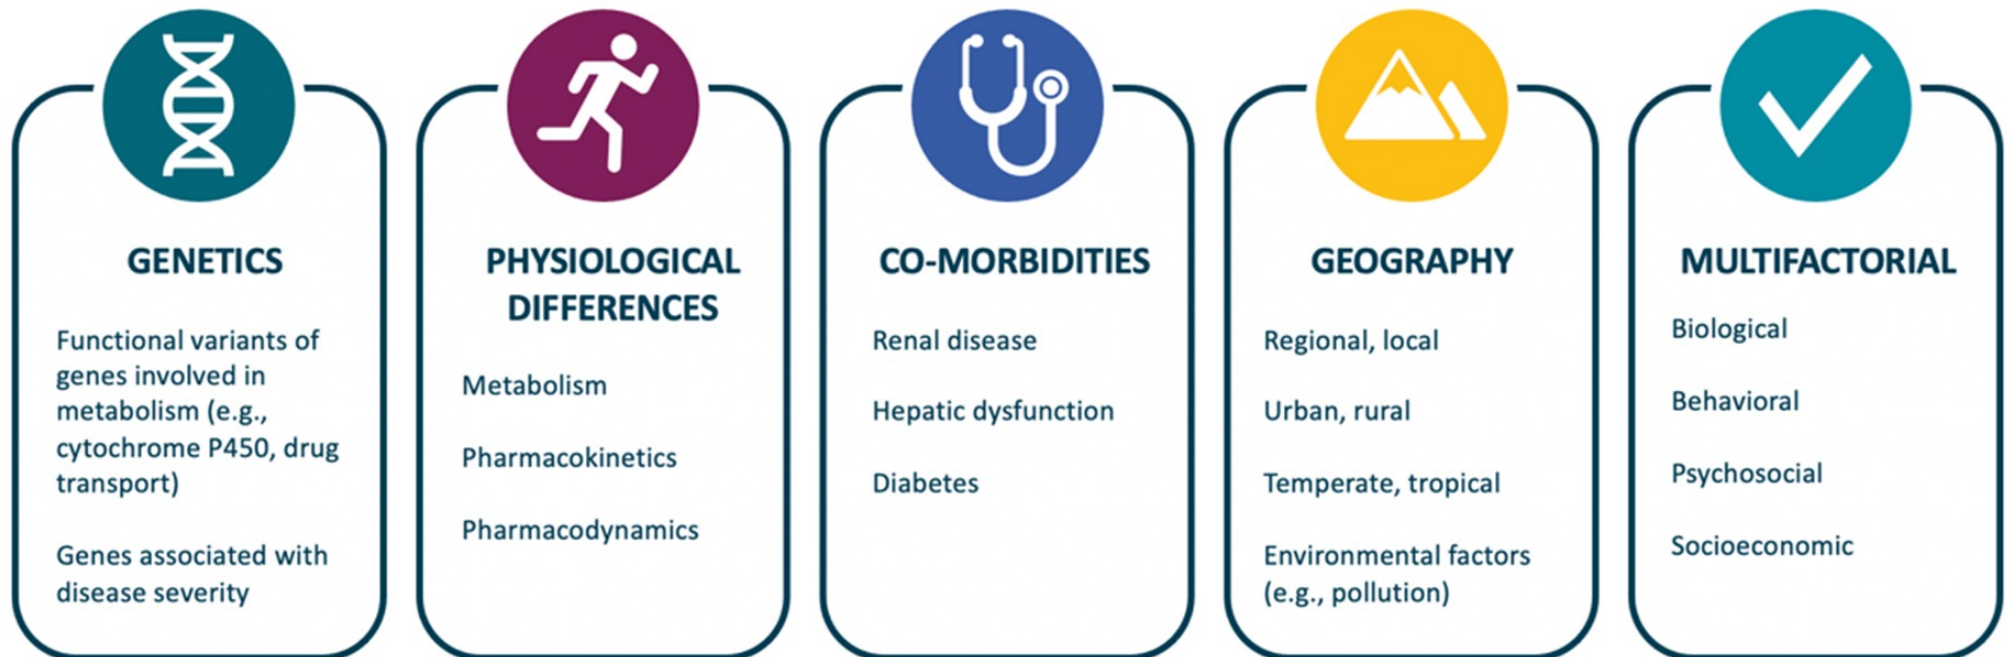 GENETICS
Functional variants of
genes involved in
metabolism (e.g.,
cytochrome P450, drug
transport)
Genes associated with
disease severity
PHYSIOLOGICAL
DIFFERENCES
Metabolism
Pharmacokinetics
Pharmacodynamics
CO-MORBIDITIES
Renal disease
Hepatic dysfunction
Diabetes
GEOGRAPHY
Regional, local
Urban, rural
Temperate, tropical
Environmental factors
(e.g., pollution)
MULTIFACTORIAL
Biological
Behavioral
Psychosocial
Socioeconomic